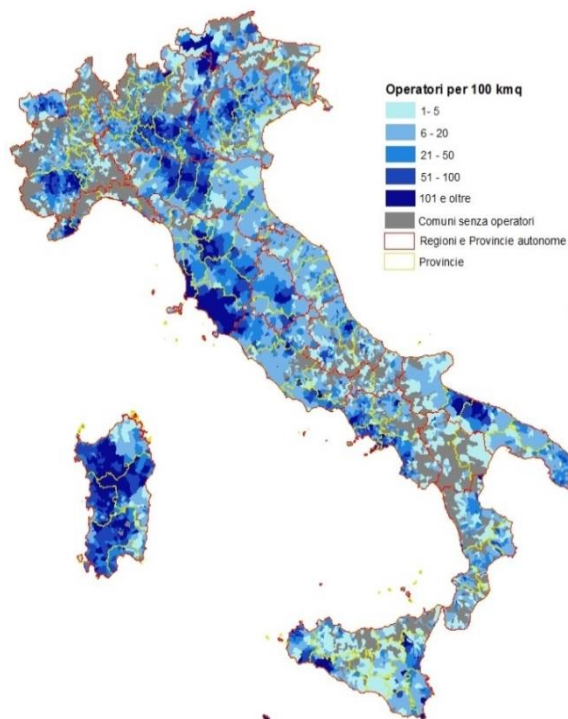 Operatori per 100 kmq
1- 5
6 - 20
21 - 50
51 - 100
101 e oltre
Comuni senza operatori
Regioni e Provincie autonome
Provincie